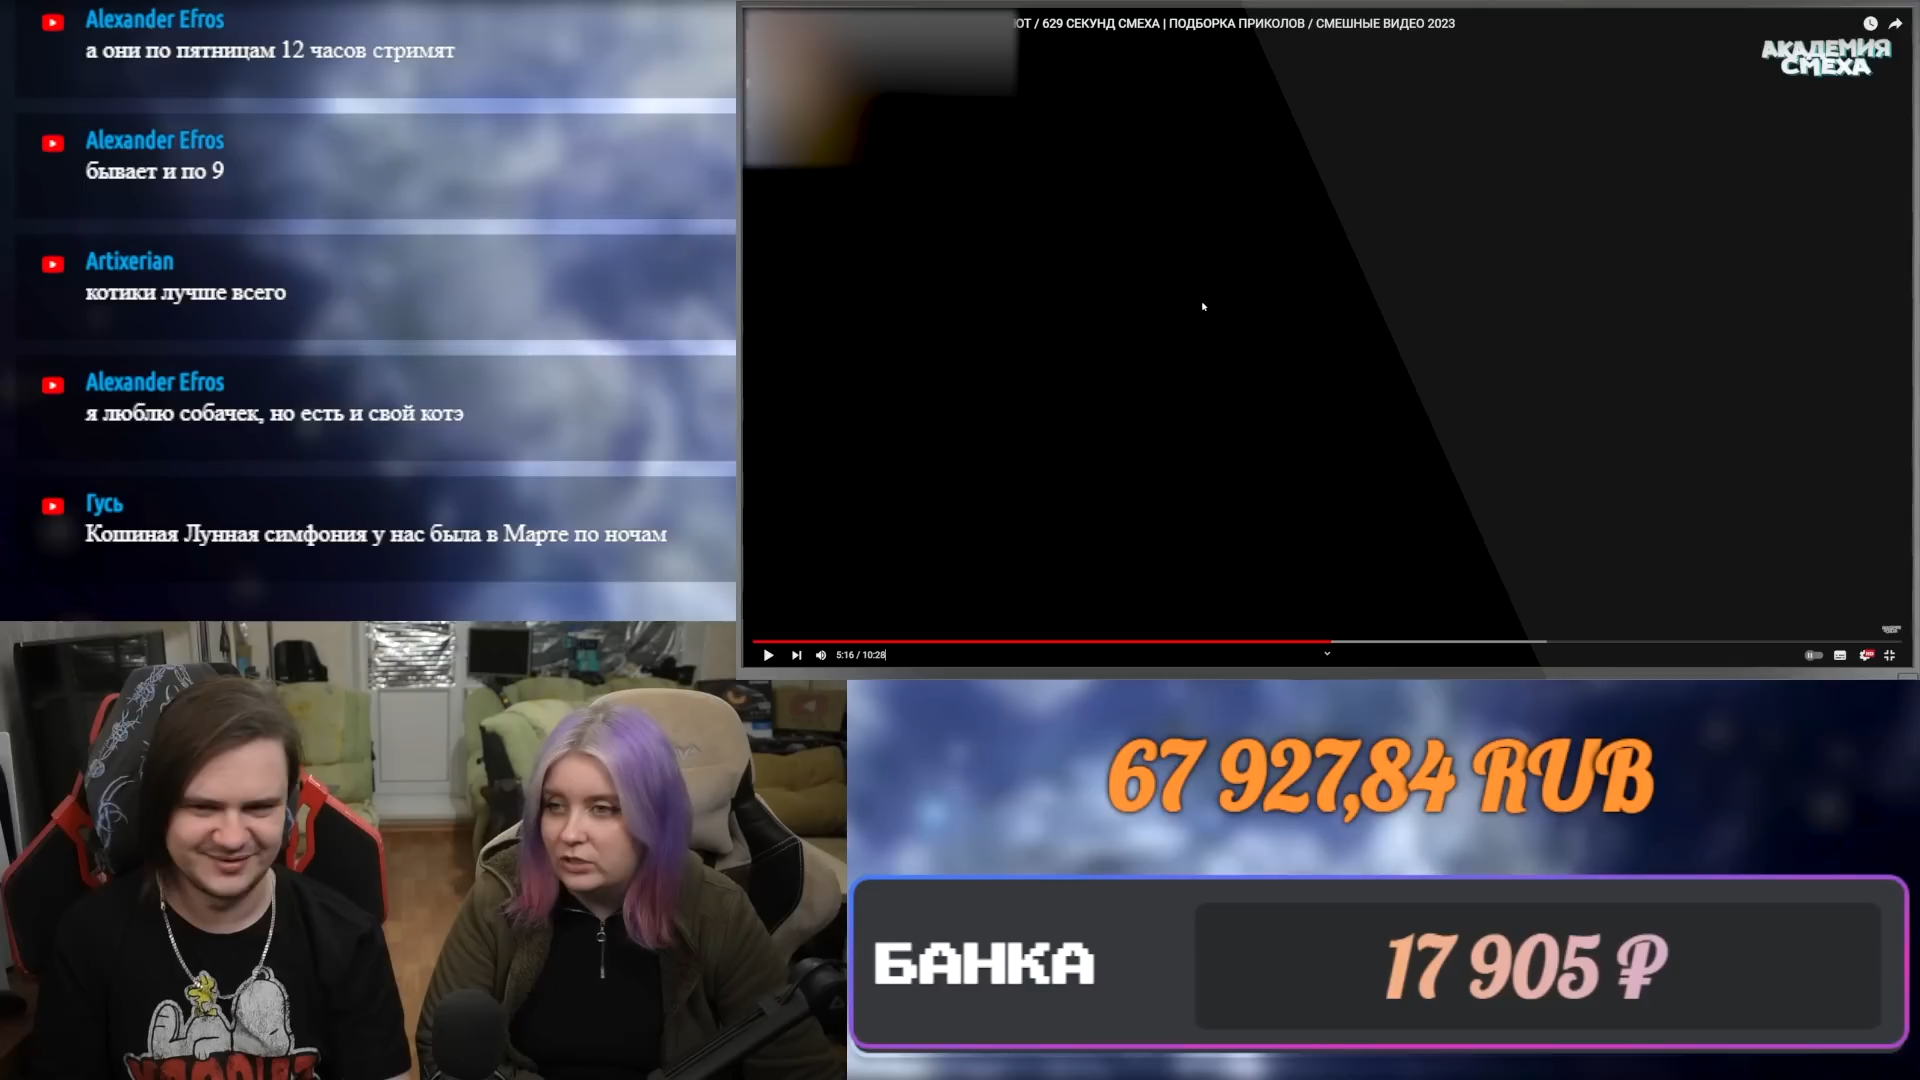 Alexander Efros
а они по пятницам 12 часов стримят
Alexander Efros
бывает и по 9
Artixerian
котики лучше всего
Alexander Efros
я люблю собачек, но есть и свой котэ
Гусь
Кошиная Лунная симфония у нас была в Марте по ночам
/ 629 СЕКУНД СМЕХА | ПОДБОРКА ПРИКОЛОВ / СМЕШНЫЕ ВИДЕО 2023
АКАДЕМИЯ
СМЕХА
5:16 / 10:28
67 927,84 RUB
БАНКА
17 905 ₽